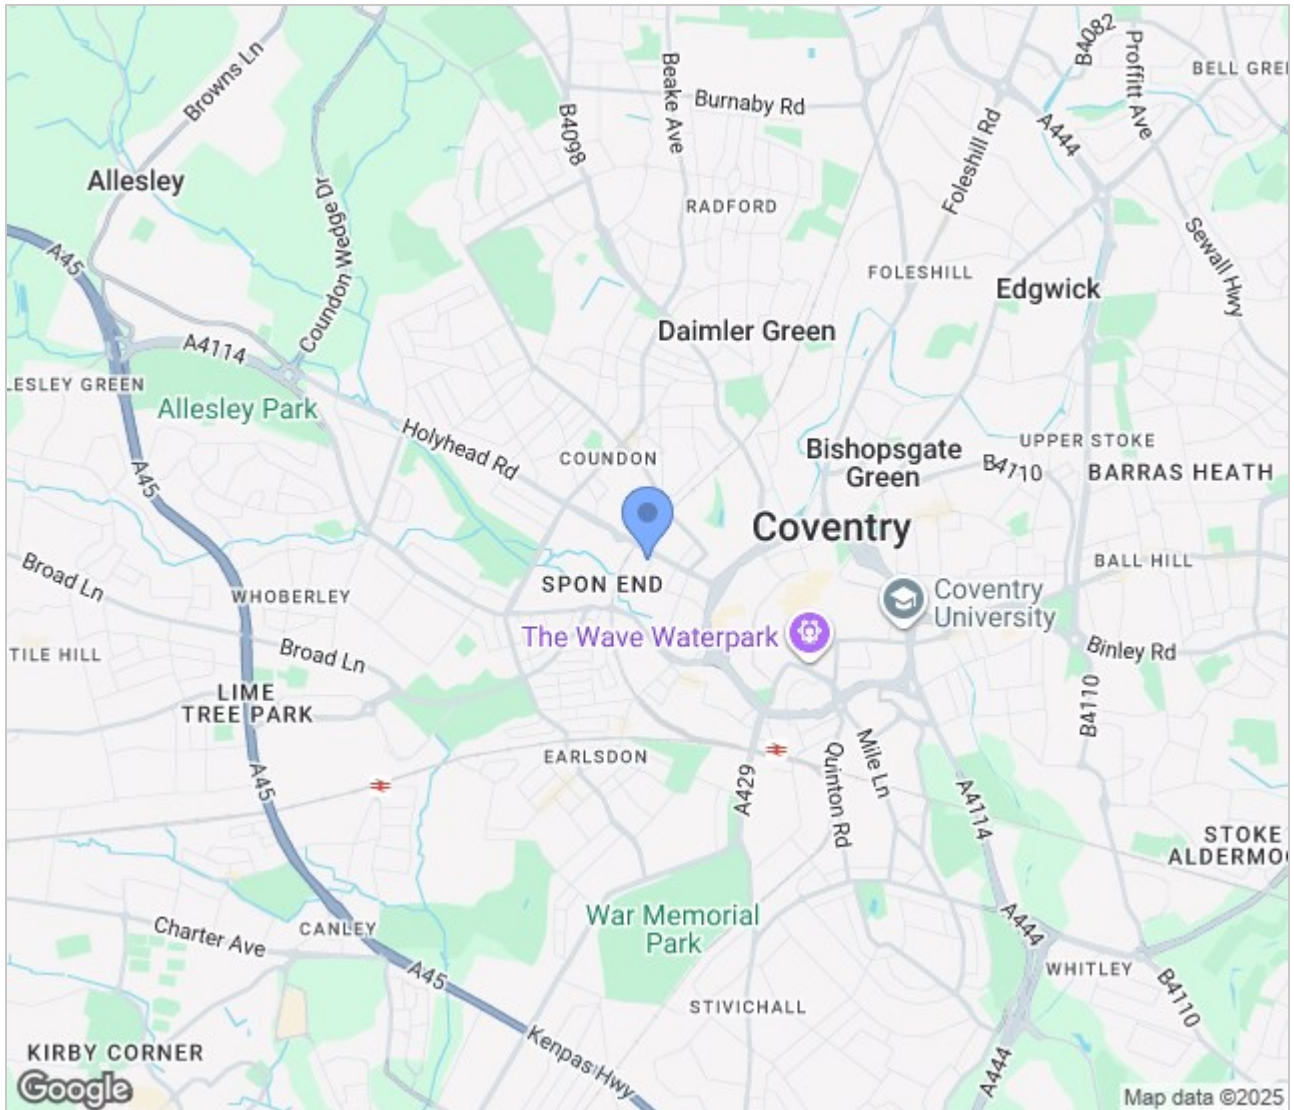 B4082
Proffitt Ave
BELL GREE
Browns Ln
Beake Ave
Burnaby Rd
B4098
A444
Foleshill Rd
Allesley
Coundon Wedge Dr
RADFORD
Sewall Hwy
A45
FOLESHILL
Edgwick
Daimler Green
A4114
LESLEY GREEN
Allesley Park
Holyhead Rd
COUNDON
Bishopsgate
Green
UPPER STOKE
B4110
BARRAS HEATH
A45
Coventry
Broad Ln
WHOBERLEY
SPON END
BALL HILL
Coventry
University
The Wave Waterpark
TILE HILL
Broad Ln
Binley Rd
LIME
TREE PARK
B4110
EARLSDON
A45
A429
Quinton Rd
Mile Ln
A4114
STOKE
ALDERMOO
War Memorial
Park
Charter Ave
CANLEY
A444
A45
WHITLEY
B4110
STIVICHALL
KIRBY CORNER
Kenpas Hwy
A444
Google
Map data ©2025